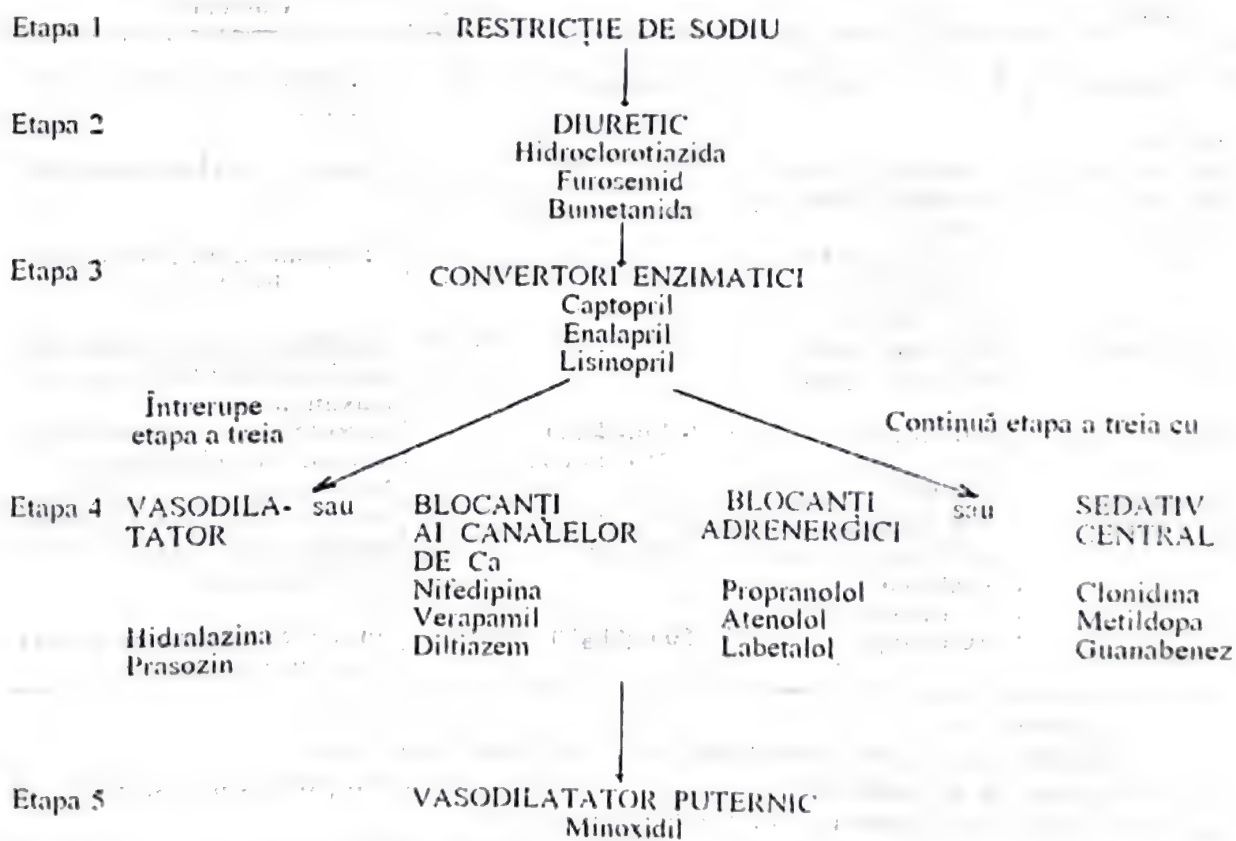 Etapa 1 RESTRICȚIE DE SODIU
Etapa 2 DIURETIC
Hidroclorotiazida
Furosemid
Bumetanida
Etapa 3 CONVERTORI ENZIMATICI
Captopril
Enalapril
Lisinopril
Întrerupe
etapa a treia
Continuă etapa a treia cu
Etapa 4 VASODILA-
TATOR
Hidralazina
Prasozin
sau
BLOCANȚI
AI CANALELOR
DE Ca
Nifedipina
Verapamil
Diltiazem
BLOCANȚI
ADRENERGICI
Propranolol
Atenolol
Labetalol
sau
SEDATIV
CENTRAL
Clonidina
Metildopa
Guanabenez
Etapa 5 VASODILATATOR PUTERNIC
Minoxidil